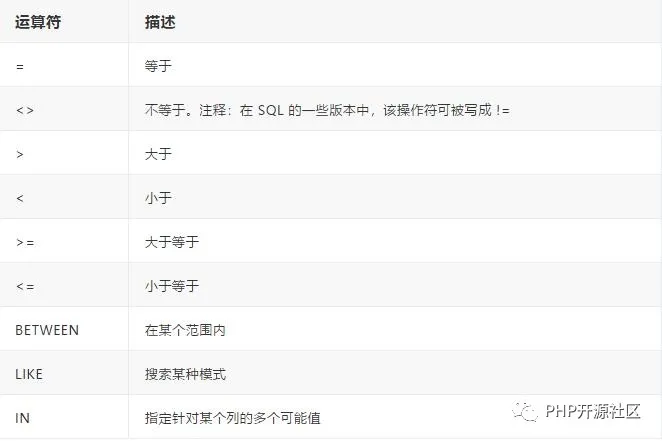 运算符 描述
= 等于
<> 不等于。注释：在 SQL 的一些版本中，该操作符可被写成 !=
> 大于
< 小于
>= 大于等于
<= 小于等于
BETWEEN 在某个范围内
LIKE 搜索某种模式
IN 指定针对某个列的多个可能值
PHP开源社区